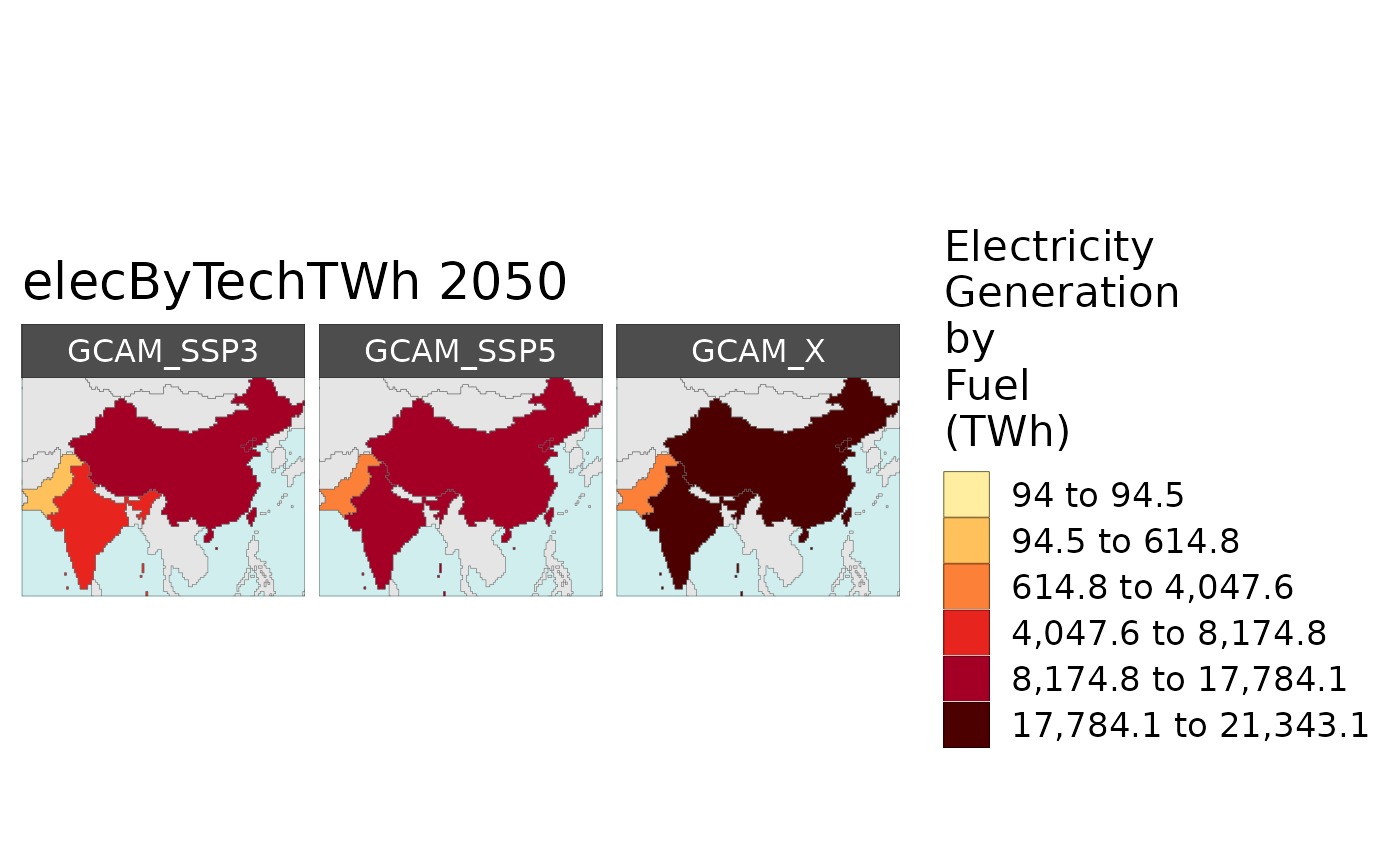 elecByTechTWh 2050
GCAM_SSP3
GCAM_SSP5
GCAM_X
Electricity
Generation
by
Fuel
(TWh)
94 to 94.5
94.5 to 614.8
614.8 to 4,047.6
4,047.6 to 8,174.8
8,174.8 to 17,784.1
17,784.1 to 21,343.1